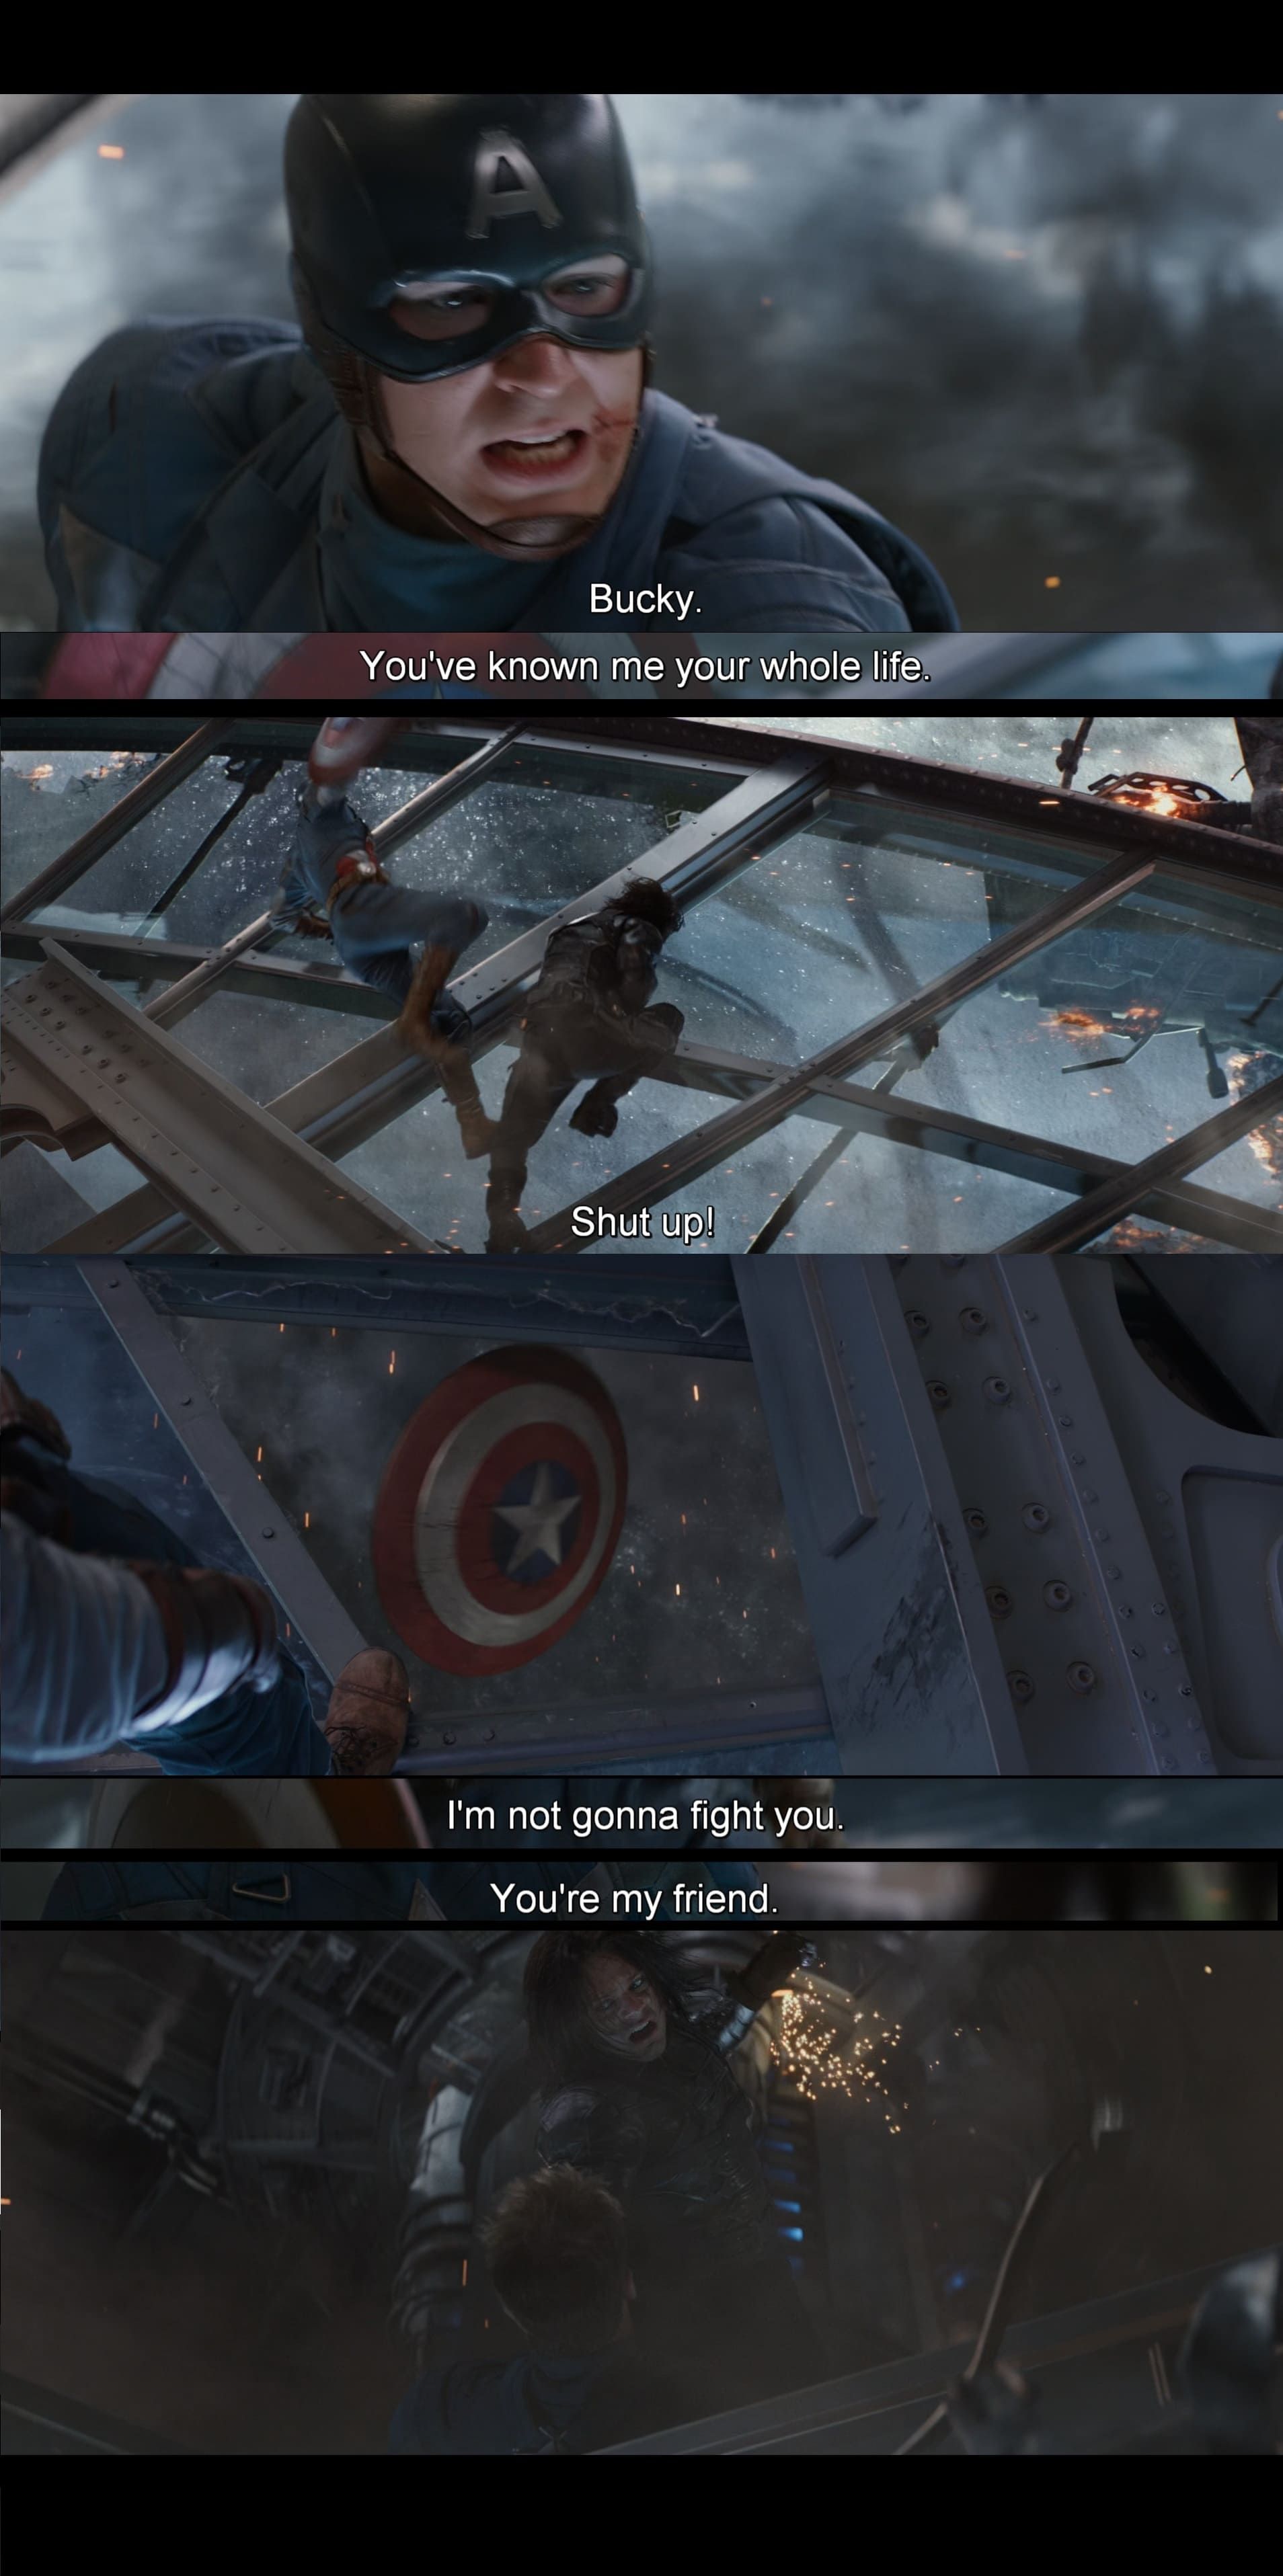 A
Bucky.
You've known me your whole life.
Shut up!
I'm not gonna fight you.
You're my friend.